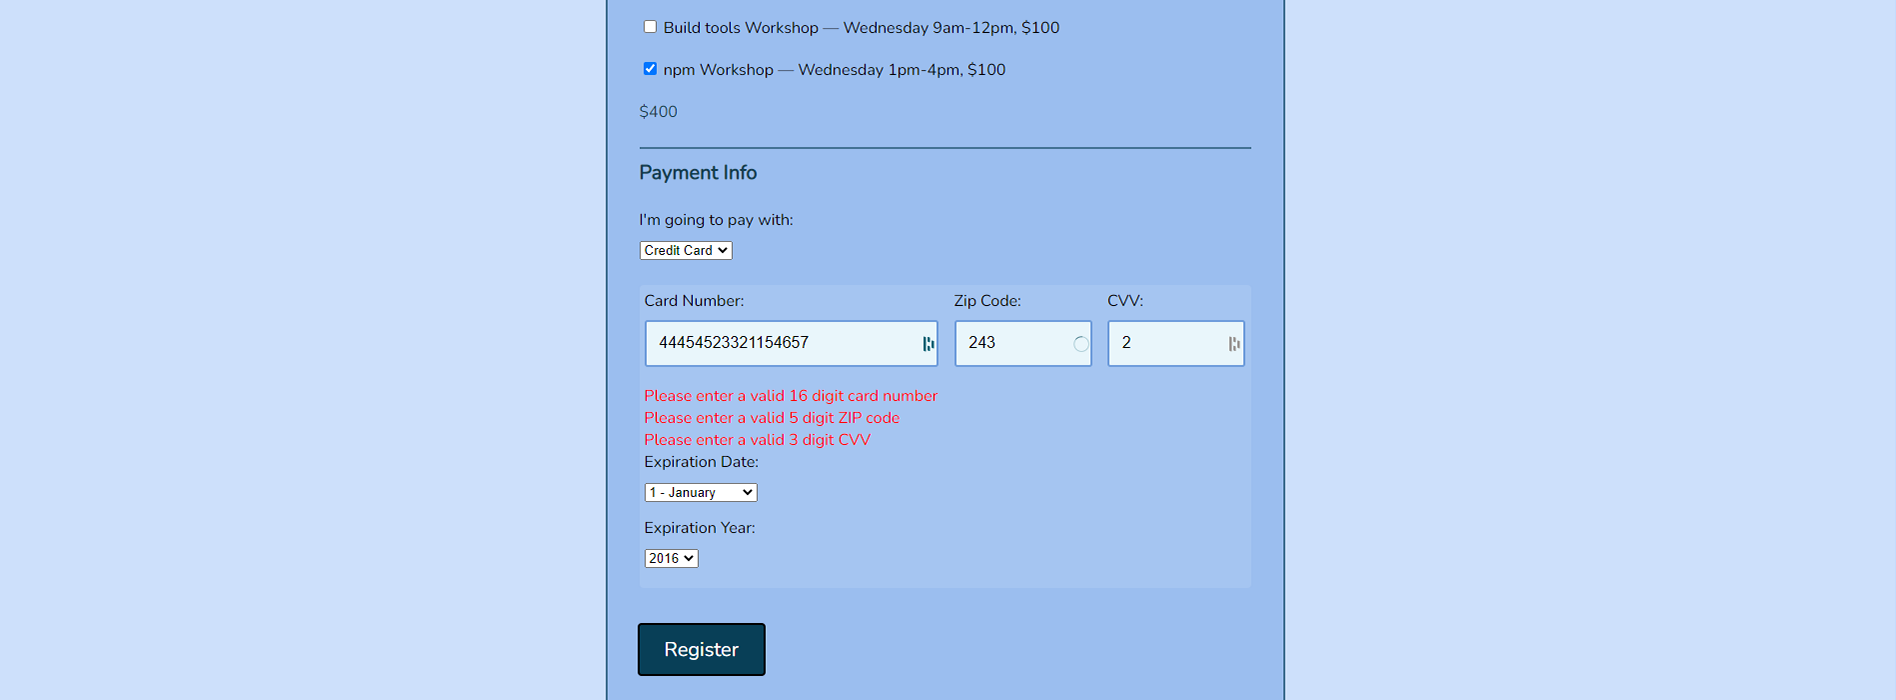 Build tools Workshop — Wednesday 9am-12pm, $100
npm Workshop — Wednesday 1pm-4pm, $100
$400
Payment Info
I'm going to pay with:
Credit Card
Card Number: Zip Code: CVV:
44454523321154657 243 2
Please enter a valid 16 digit card number
Please enter a valid 5 digit ZIP code
Please enter a valid 3 digit CVV
Expiration Date:
1 - January
Expiration Year:
2016
Register